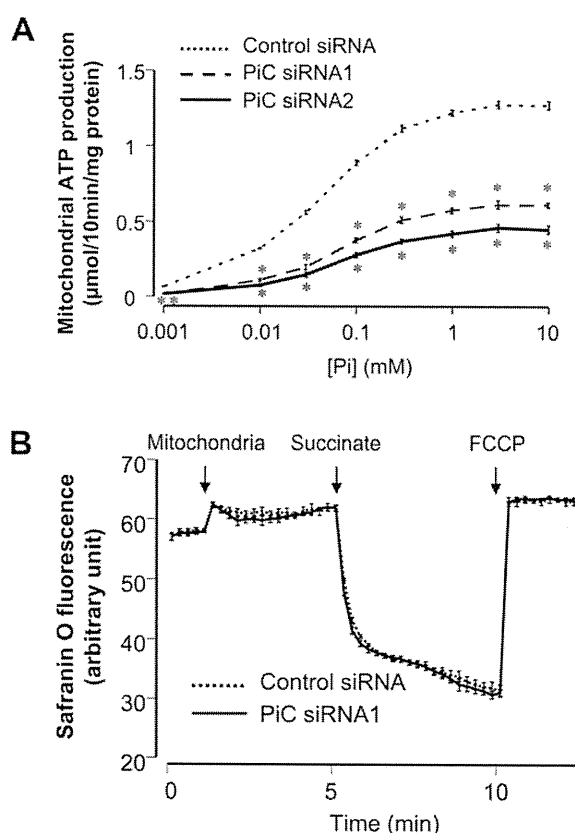 A
Control siRNA
PiC siRNA1
PiC siRNA2
Mitochondrial ATP production
(µmol/10min/mg protein)
1.5
1
0.5
0
* *
* * * * * * *
* * * * * * *
0.001 0.01 0.1 1 10
[Pi] (mM)
B
Mitochondria Succinate FCCP
Safranin O fluorescence
(arbitrary unit)
70
60
50
40
30
20
Control siRNA
PiC siRNA1
0 5 10
Time (min)